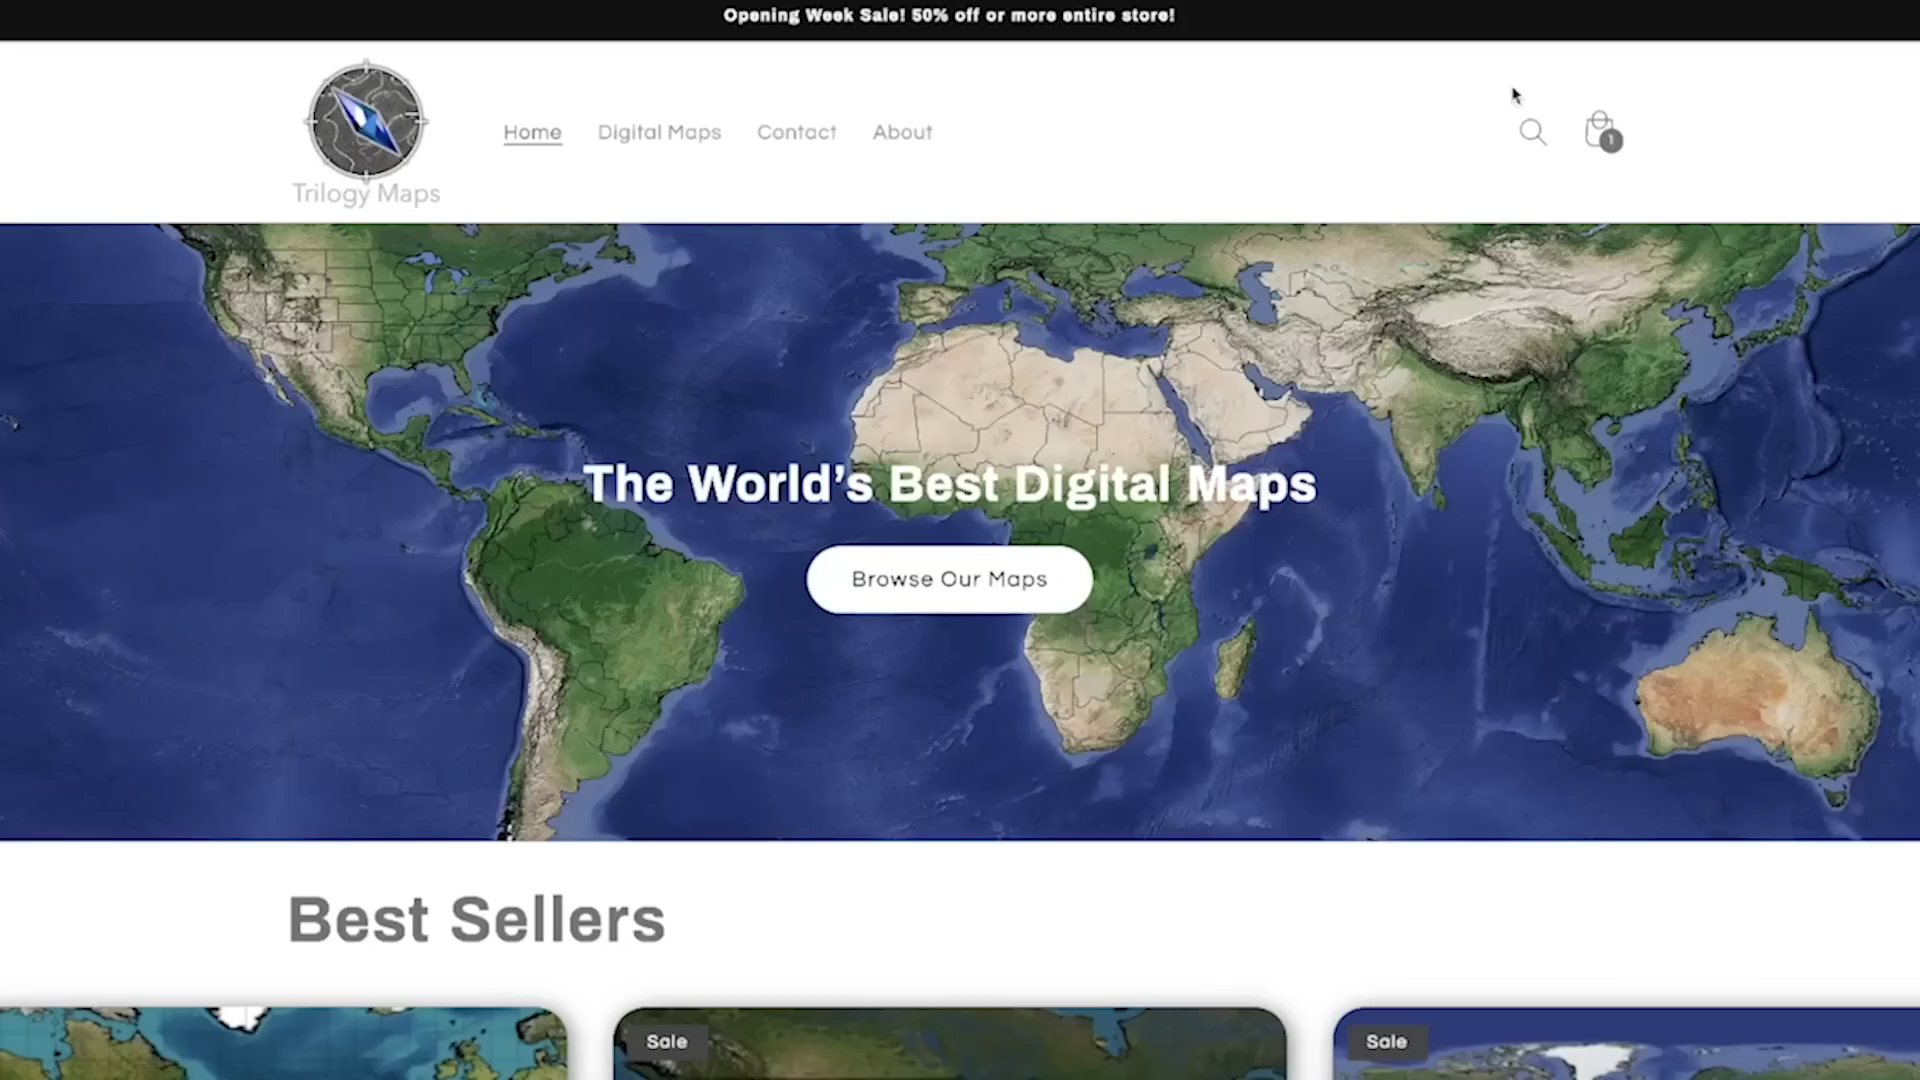 Opening Week Sale! 50% off or more entire store!
Trilogy Maps
Home Digital Maps Contact About
1
The World's Best Digital Maps
Browse Our Maps
Best Sellers
Sale
Sale